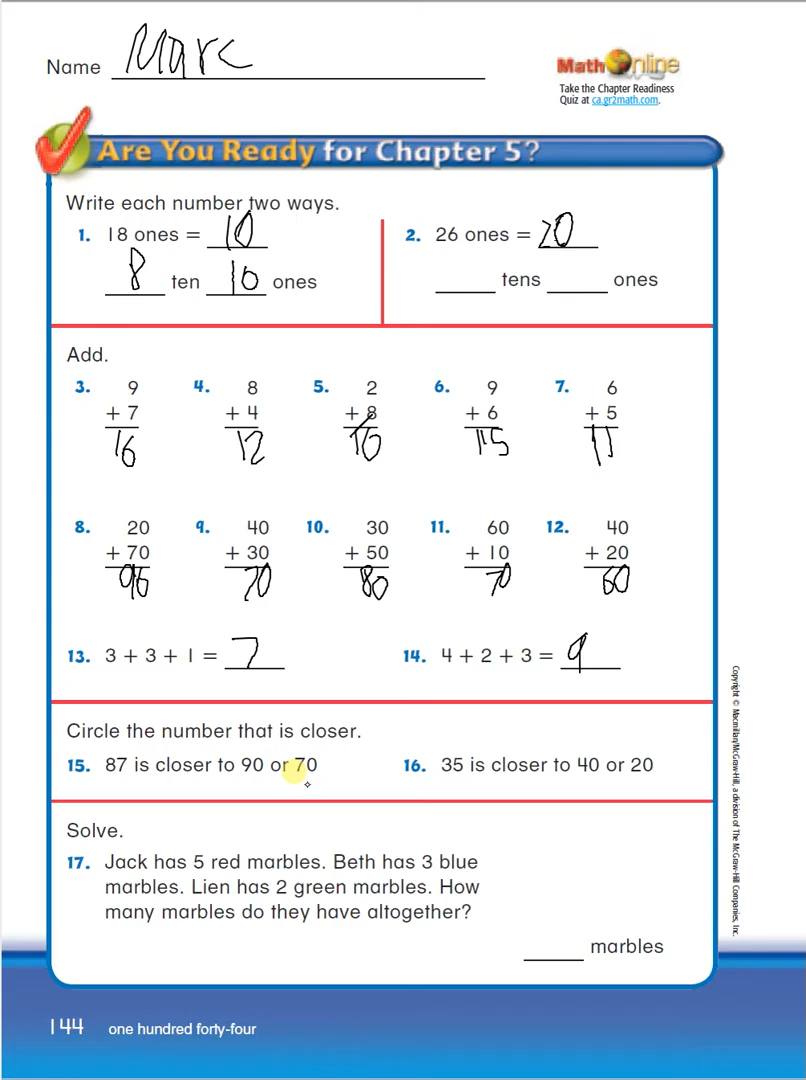 Name Marc
Math Online
Take the Chapter Readiness
Quiz at ca.gr2math.com.
Are You Ready for Chapter 5?
Write each number two ways.
1. 18 ones = 10
8 ten 10 ones
2. 26 ones = 20
____ tens ____ ones
Add.
3. 4. 5. 6. 7.
9 8 2 9 6
+ 7 + 4 + 8 + 6 + 5
16 12 10 15 11
8. 9. 10. 11. 12.
20 40 30 60 40
+ 70 + 30 + 50 + 10 + 20
90 70 80 70 60
13. 3 + 3 + 1 = 7
14. 4 + 2 + 3 = 9
Circle the number that is closer.
15. 87 is closer to 90 or 70
16. 35 is closer to 40 or 20
Solve.
17. Jack has 5 red marbles. Beth has 3 blue
marbles. Lien has 2 green marbles. How
many marbles do they have altogether?
____ marbles
Copyright © Macmillan/McGraw-Hill, a division of The McGraw-Hill Companies, Inc.
144 one hundred forty-four